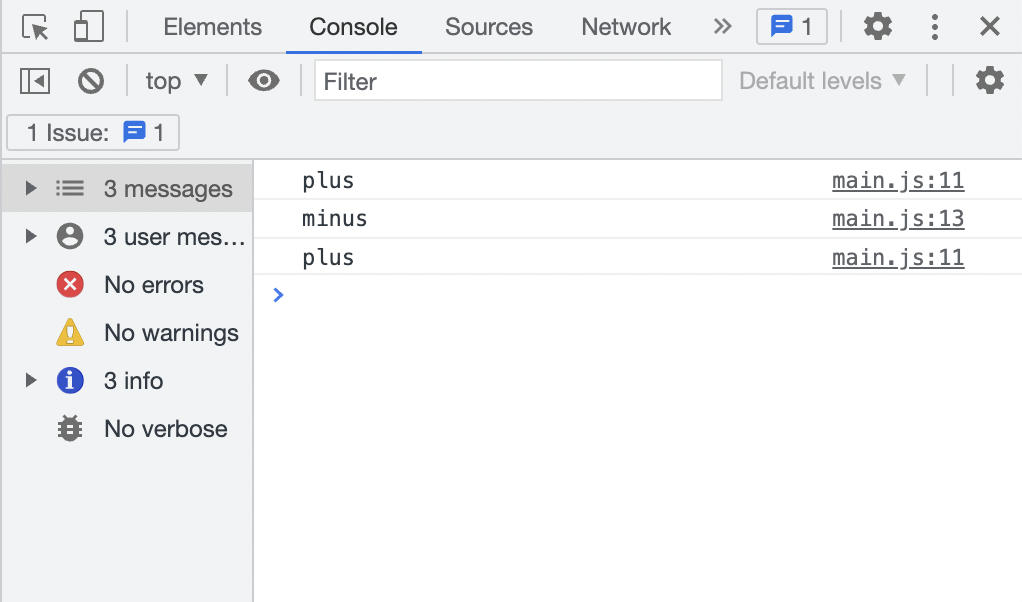 Elements Console Sources Network 1
top Filter Default levels
1 Issue: 1
3 messages
3 user mes…
No errors
No warnings
3 info
No verbose
plus main.js:11
minus main.js:13
plus main.js:11